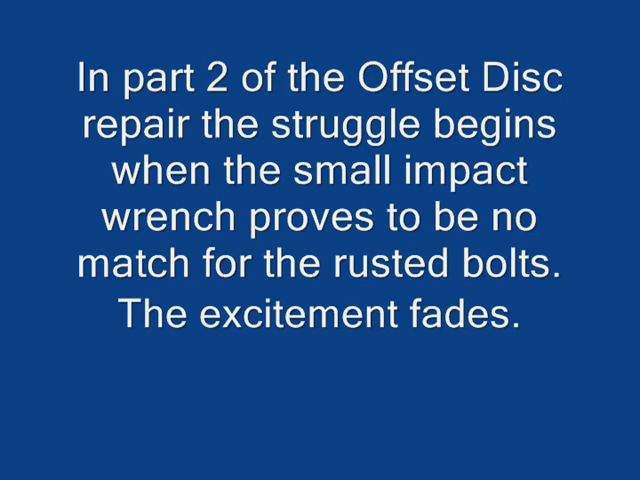 In part 2 of the Offset Disc
repair the struggle begins
when the small impact
wrench proves to be no
match for the rusted bolts.
The excitement fades.